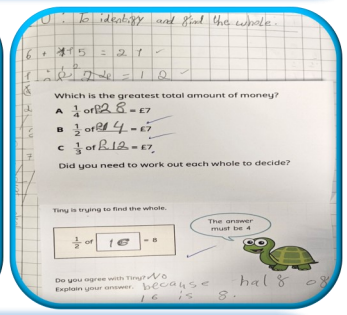 : To identify and find the whole.
6 + 15 = 21
Which is the greatest total amount of money?
A 1/4 of £28 = £7
B 1/2 of £14 = £7
C 1/3 of £12 = £7
Did you need to work out each whole to decide?
Tiny is trying to find the whole.
The answer must be 4
1/2 of 16 = 8
Do you agree with Tiny? No
Explain your answer. because half of
16 is 8.